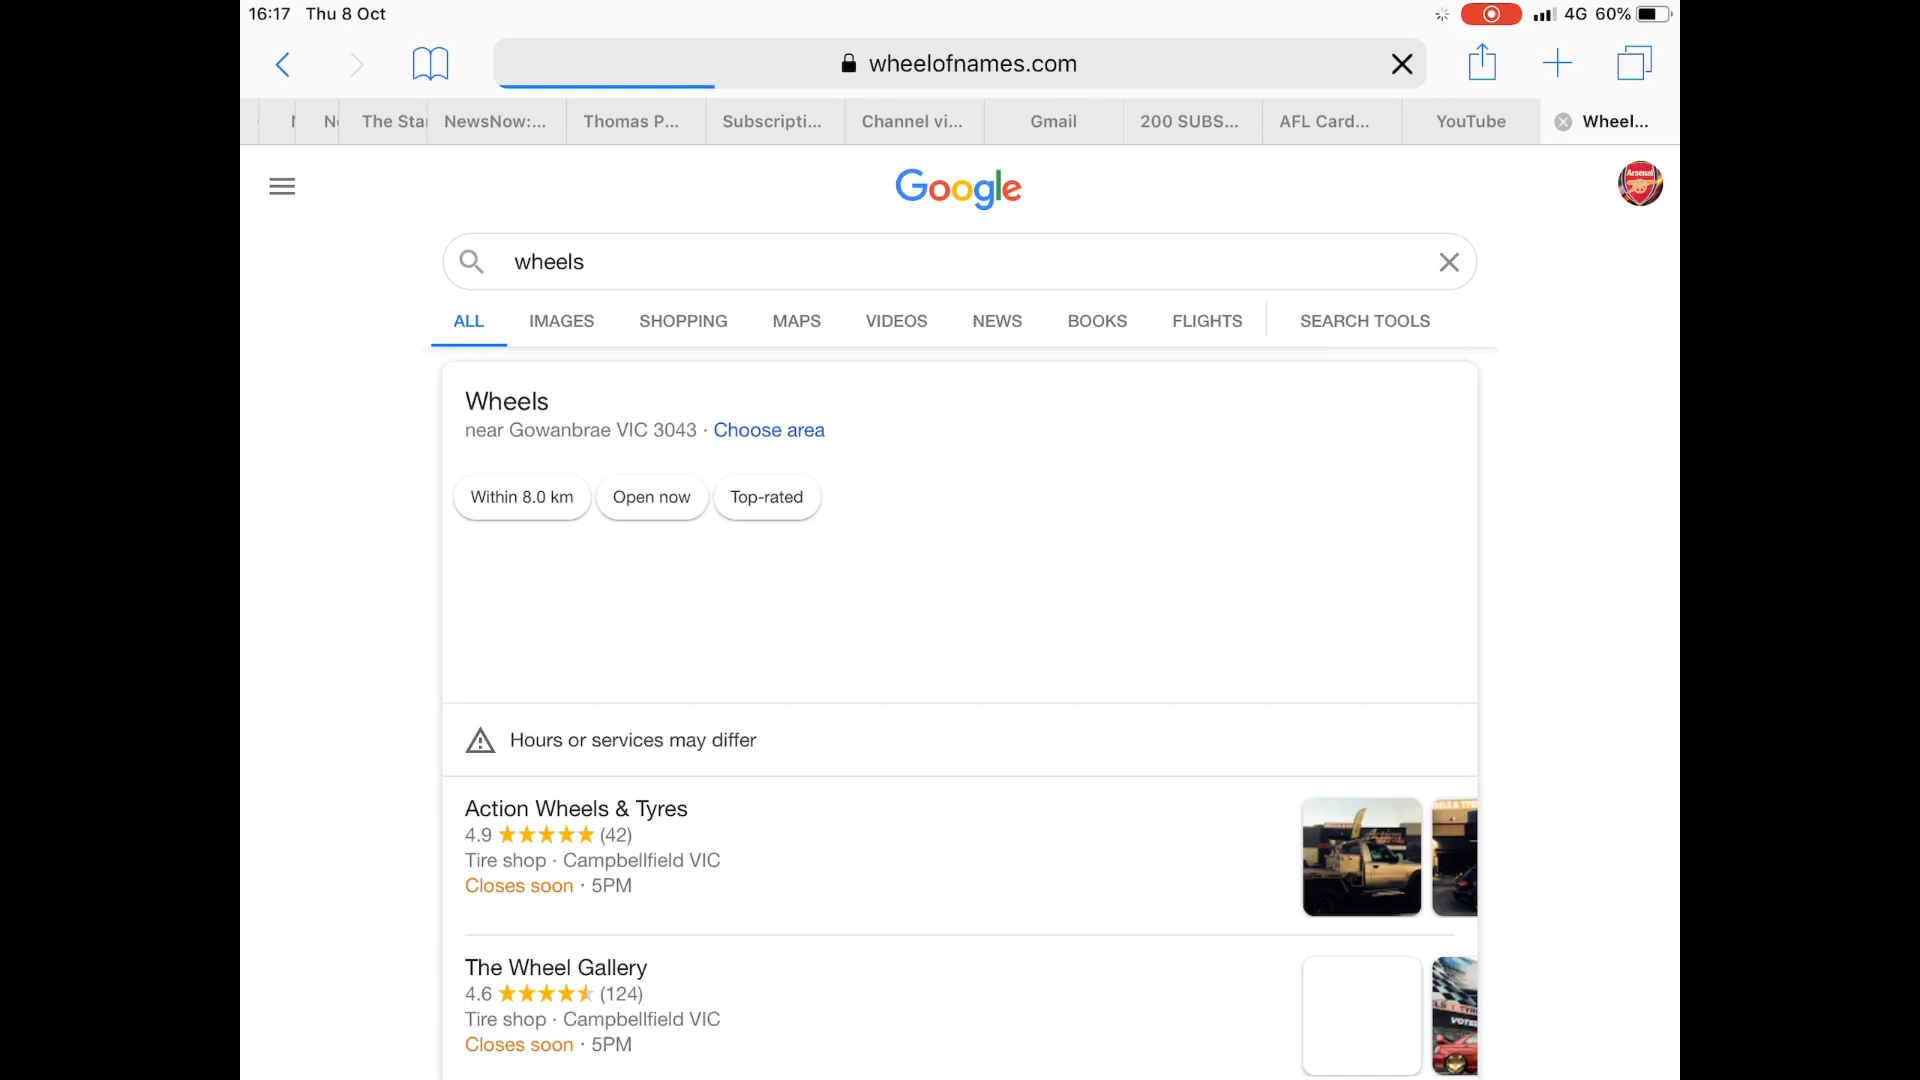 16:17 Thu 8 Oct
4G 60%
wheelofnames.com
The Sta
NewsNow:...
Thomas P...
Subscripti...
Channel vi...
Gmail
200 SUBS...
AFL Card...
YouTube
Wheel...
Google
Arsenal
wheels
ALL
IMAGES
SHOPPING
MAPS
VIDEOS
NEWS
BOOKS
FLIGHTS
SEARCH TOOLS
Wheels
near Gowanbrae VIC 3043 · Choose area
Within 8.0 km
Open now
Top-rated
Hours or services may differ
Action Wheels & Tyres
4.9 (42)
Tire shop · Campbellfield VIC
Closes soon · 5PM
The Wheel Gallery
4.6 (124)
Tire shop · Campbellfield VIC
Closes soon · 5PM